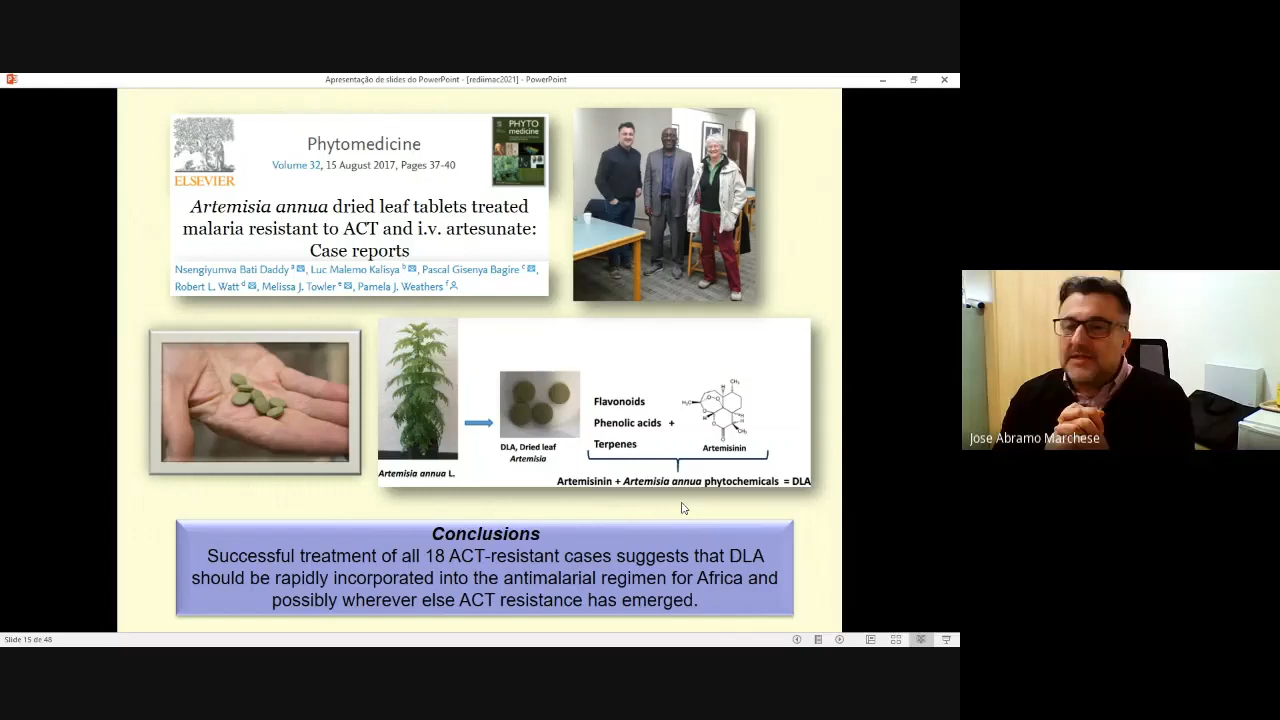 Apresentação de slides do PowerPoint - [rediimac2021] - PowerPoint
ELSEVIER
Phytomedicine
Volume 32, 15 August 2017, Pages 37-40
PHYTO
medicine
Artemisia annua dried leaf tablets treated
malaria resistant to ACT and i.v. artesunate:
Case reports
Nsengiyumva Bati Daddy a, Luc Malemo Kalisya b, Pascal Gisenya Bagire c,
Robert L. Watt d, Melissa J. Towler e, Pamela J. Weathers f
Artemisia annua L.
DLA, Dried leaf
Artemisia
Flavonoids
Phenolic acids +
Terpenes
CH₃
H
H₃C
O
O
O
H
H
H
O
CH₃
O
Artemisinin
Artemisinin + Artemisia annua phytochemicals = DLA
Conclusions
Successful treatment of all 18 ACT-resistant cases suggests that DLA
should be rapidly incorporated into the antimalarial regimen for Africa and
possibly wherever else ACT resistance has emerged.
Slide 15 de 48
Jose Abramo Marchese